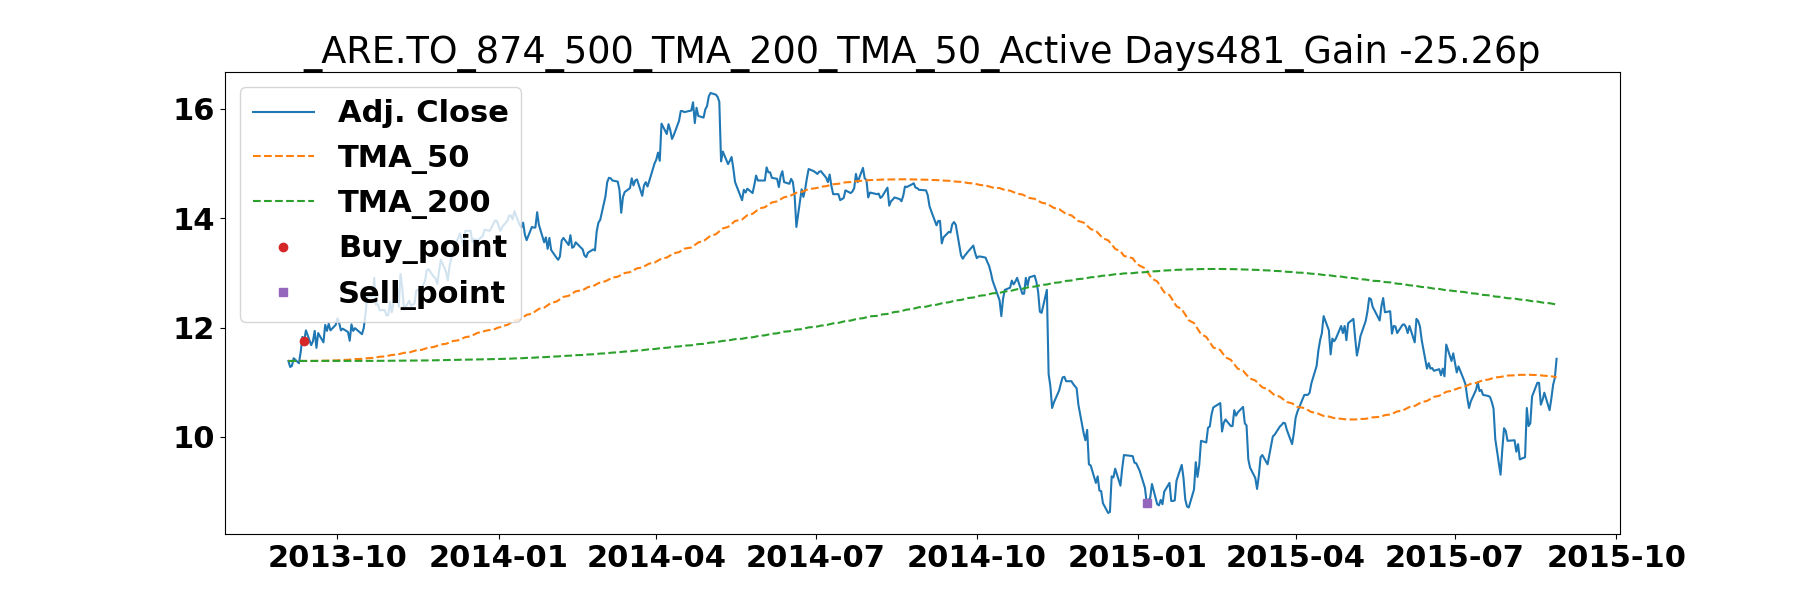 _ARE.TO_874_500_TMA_200_TMA_50_Active Days481_Gain -25.26p
16
14
12
10
Adj. Close
TMA_50
TMA_200
Buy_point
Sell_point
2013-10 2014-01 2014-04 2014-07 2014-10 2015-01 2015-04 2015-07 2015-10